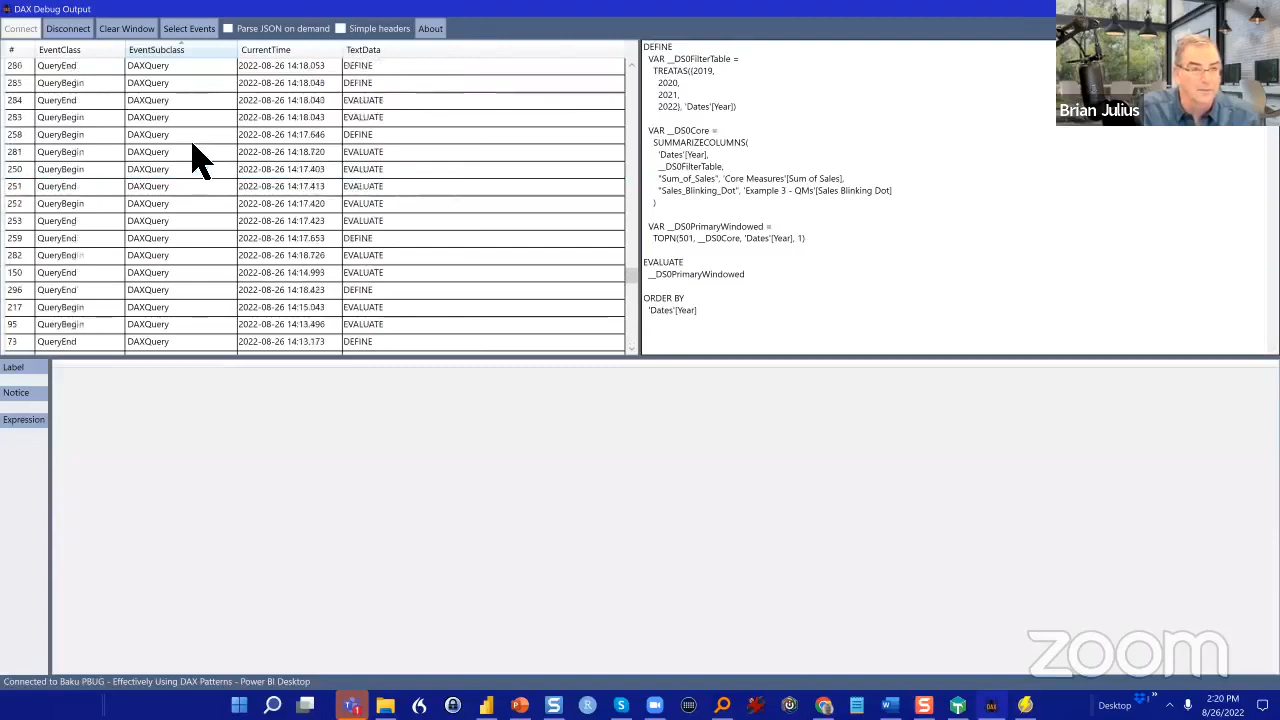 DAX Debug Output
Connect Disconnect Clear Window Select Events Parse JSON on demand Simple headers About
# EventClass EventSubclass CurrentTime TextData
286 QueryEnd DAXQuery 2022-08-26 14:18.053 DEFINE
285 QueryBegin DAXQuery 2022-08-26 14:18.043 DEFINE
284 QueryEnd DAXQuery 2022-08-26 14:18.040 EVALUATE
283 QueryBegin DAXQuery 2022-08-26 14:18.043 EVALUATE
258 QueryBegin DAXQuery 2022-08-26 14:17.646 DEFINE
281 QueryBegin DAXQuery 2022-08-26 14:18.720 EVALUATE
250 QueryBegin DAXQuery 2022-08-26 14:17.403 EVALUATE
251 QueryEnd DAXQuery 2022-08-26 14:17.413 EVALUATE
252 QueryBegin DAXQuery 2022-08-26 14:17.420 EVALUATE
253 QueryEnd DAXQuery 2022-08-26 14:17.423 EVALUATE
259 QueryEnd DAXQuery 2022-08-26 14:17.653 DEFINE
282 QueryEnd DAXQuery 2022-08-26 14:18.726 EVALUATE
150 QueryEnd DAXQuery 2022-08-26 14:14.993 EVALUATE
296 QueryEnd DAXQuery 2022-08-26 14:18.423 DEFINE
217 QueryBegin DAXQuery 2022-08-26 14:15.043 EVALUATE
95 QueryBegin DAXQuery 2022-08-26 14:13.496 EVALUATE
73 QueryEnd DAXQuery 2022-08-26 14:13.173 DEFINE
DEFINE
VAR __DS0FilterTable =
TREATAS({2019,
2020,
2021,
2022}, 'Dates'[Year])
VAR __DS0Core =
SUMMARIZECOLUMNS(
'Dates'[Year],
__DS0FilterTable,
"Sum_of_Sales", 'Core Measures'[Sum of Sales],
"Sales_Blinking_Dot", 'Example 3 - QMs'[Sales Blinking Dot]
)
VAR __DS0PrimaryWindowed =
TOPN(501, __DS0Core, 'Dates'[Year], 1)
EVALUATE
__DS0PrimaryWindowed
ORDER BY
'Dates'[Year]
Brian Julius
Label
Notice
Expression
zoom
Connected to Baku PBUG - Effectively Using DAX Patterns - Power BI Desktop
Desktop
2:20 PM
8/26/2022